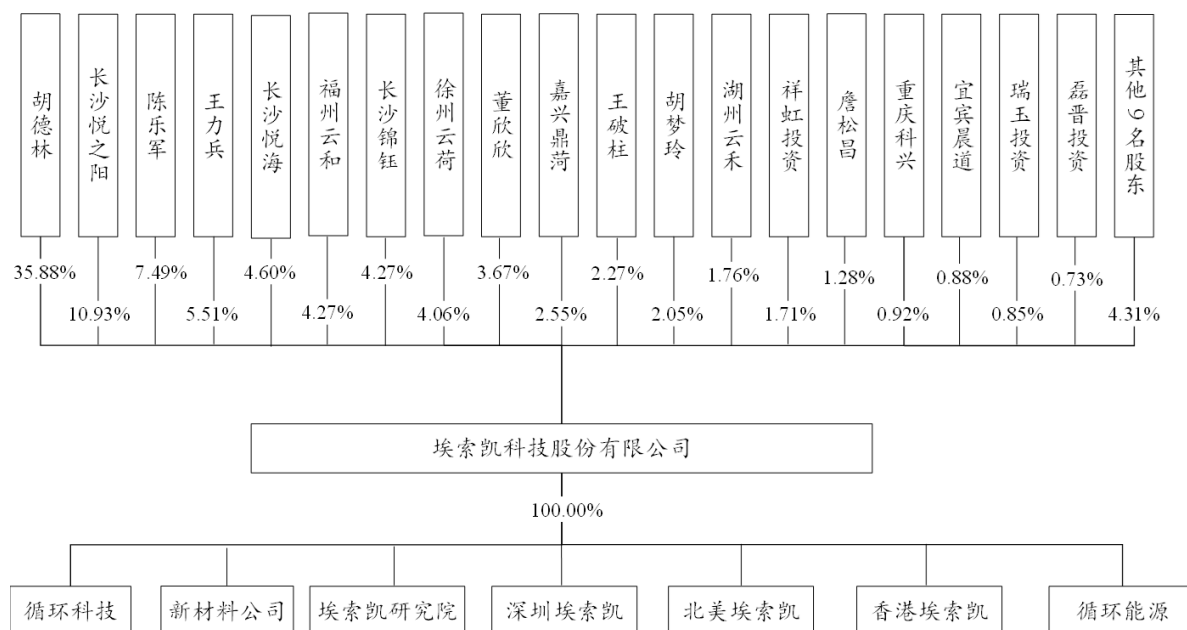 胡德林
长沙悦之阳
陈乐军
王力兵
长沙悦海
福州云和
长沙锦钰
徐州云荷
董欣欣
嘉兴鼎菏
王破柱
胡梦玲
湖州云禾
祥虹投资
詹松昌
重庆科兴
宜宾晨道
瑞玉投资
磊晋投资
其他9名股东
35.88%
7.49%
4.60%
4.27%
3.67%
2.27%
1.76%
1.28%
0.88%
0.73%
10.93%
5.51%
4.27%
4.06%
2.55%
2.05%
1.71%
0.92%
0.85%
4.31%
埃索凯科技股份有限公司
100.00%
循环科技
新材料公司
埃索凯研究院
深圳埃索凯
北美埃索凯
香港埃索凯
循环能源